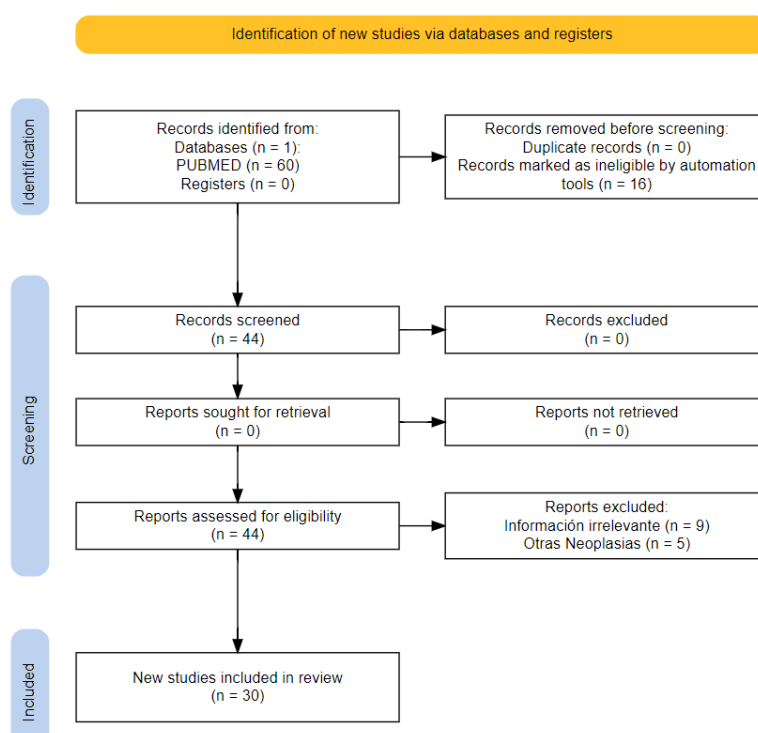 Identification of new studies via databases and registers
Identification
Records identified from:
Databases (n = 1):
PUBMED (n = 60)
Registers (n = 0)
Records removed before screening:
Duplicate records (n = 0)
Records marked as ineligible by automation
tools (n = 16)
Screening
Records screened
(n = 44)
Records excluded
(n = 0)
Reports sought for retrieval
(n = 0)
Reports not retrieved
(n = 0)
Reports assessed for eligibility
(n = 44)
Reports excluded:
Información irrelevante (n = 9)
Otras Neoplasias (n = 5)
Included
New studies included in review
(n = 30)